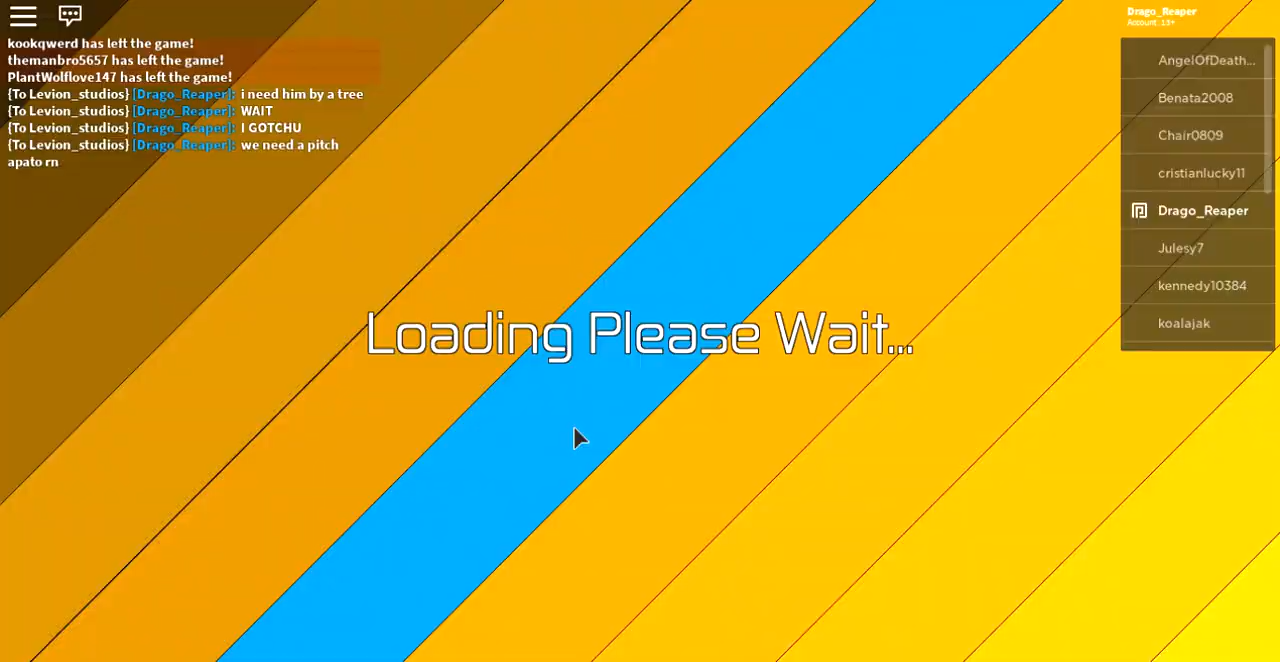 Drago_Reaper
Account: 13+
kookqwerd has left the game!
themanbro5657 has left the game!
PlantWolflove147 has left the game!
{To Levion_studios} [Drago_Reaper]: i need him by a tree
{To Levion_studios} [Drago_Reaper]: WAIT
{To Levion_studios} [Drago_Reaper]: I GOTCHU
{To Levion_studios} [Drago_Reaper]: we need a pitch
apato rn
AngelOfDeath...
Benata2008
Chair0809
cristianlucky11
Drago_Reaper
Julesy7
kennedy10384
koalajak
Loading Please Wait...